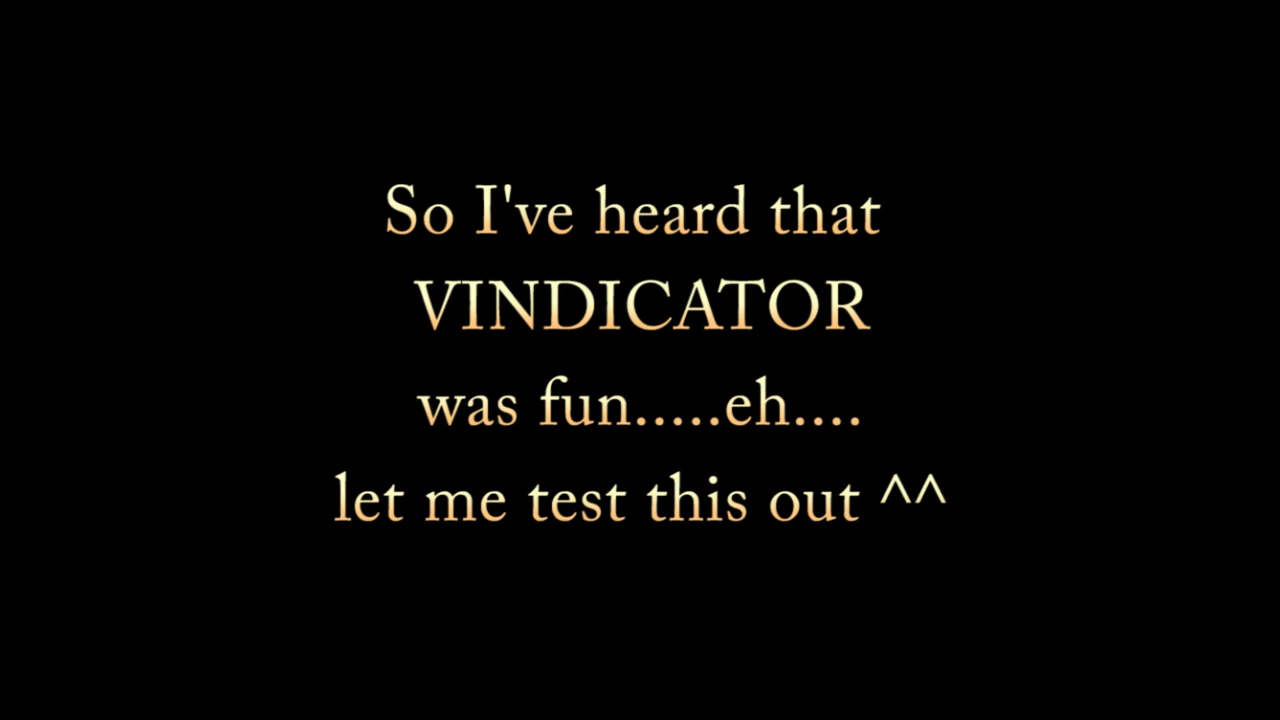 So I've heard that
VINDICATOR
was fun.....eh....
let me test this out ^^